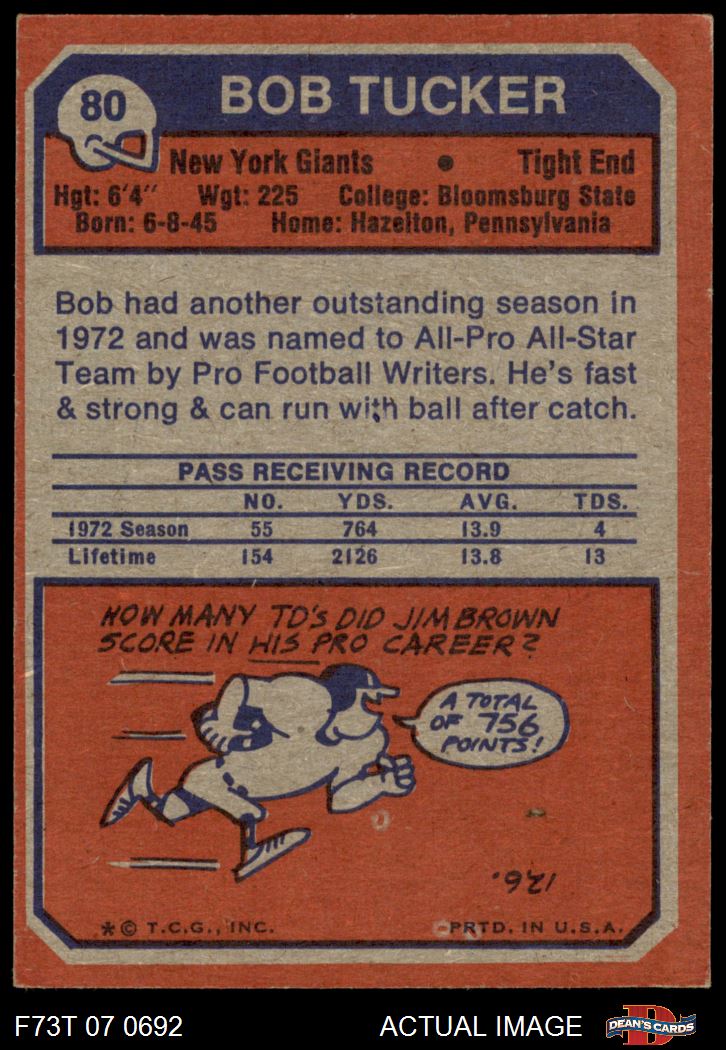 80
BOB TUCKER
New York Giants • Tight End
Hgt: 6'4" Wgt: 225 College: Bloomsburg State
Born: 6-8-45 Home: Hazelton, Pennsylvania
Bob had another outstanding season in
1972 and was named to All-Pro All-Star
Team by Pro Football Writers. He's fast
& strong & can run with ball after catch.
PASS RECEIVING RECORD
NO. YDS. AVG. TDS.
1972 Season 55 764 13.9 4
Lifetime 154 2126 13.8 13
HOW MANY TD'S DID JIM BROWN
SCORE IN HIS PRO CAREER?
A TOTAL
OF 756
POINTS!
126.
* © T.C.G., INC. PRTD. IN U.S.A.
F73T 07 0692 ACTUAL IMAGE D DEAN'S CARDS